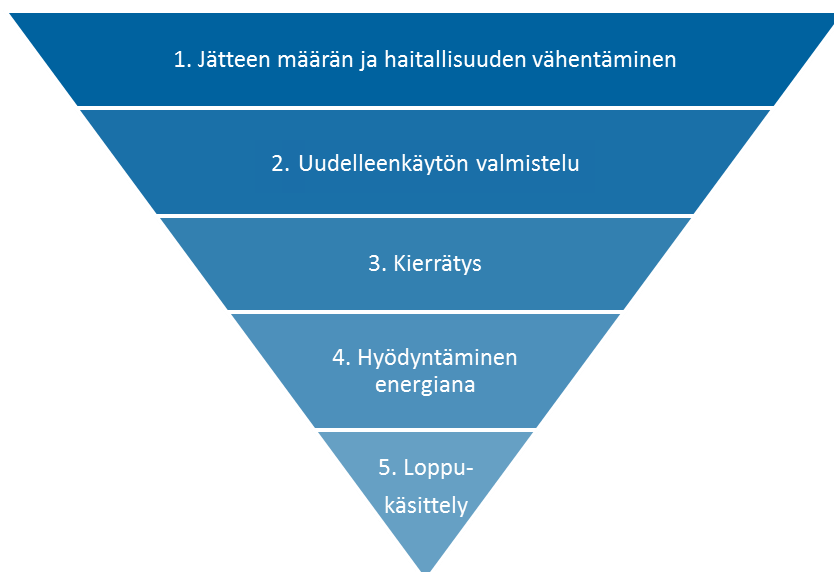 1. Jätteen määrän ja haitallisuuden vähentäminen
2. Uudelleenkäytön valmistelu
3. Kierrätys
4. Hyödyntäminen
energiana
5. Loppu-
käsittely